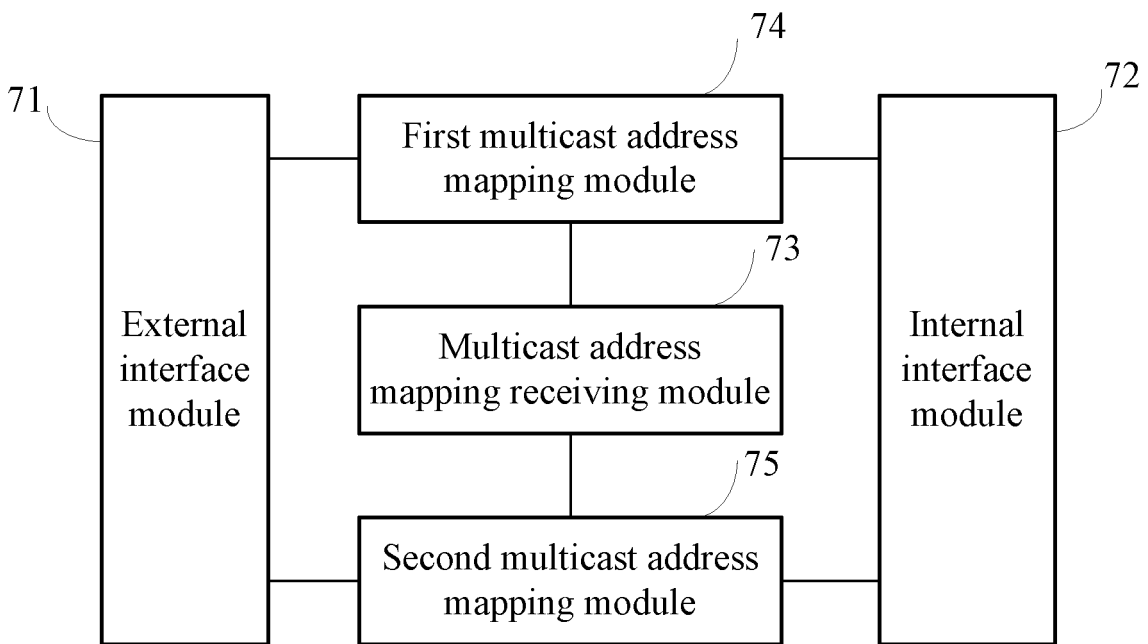 74
71
72
First multicast address
mapping module
73
External
interface
module
Multicast address
mapping receiving module
Internal
interface
module
75
Second multicast address
mapping module